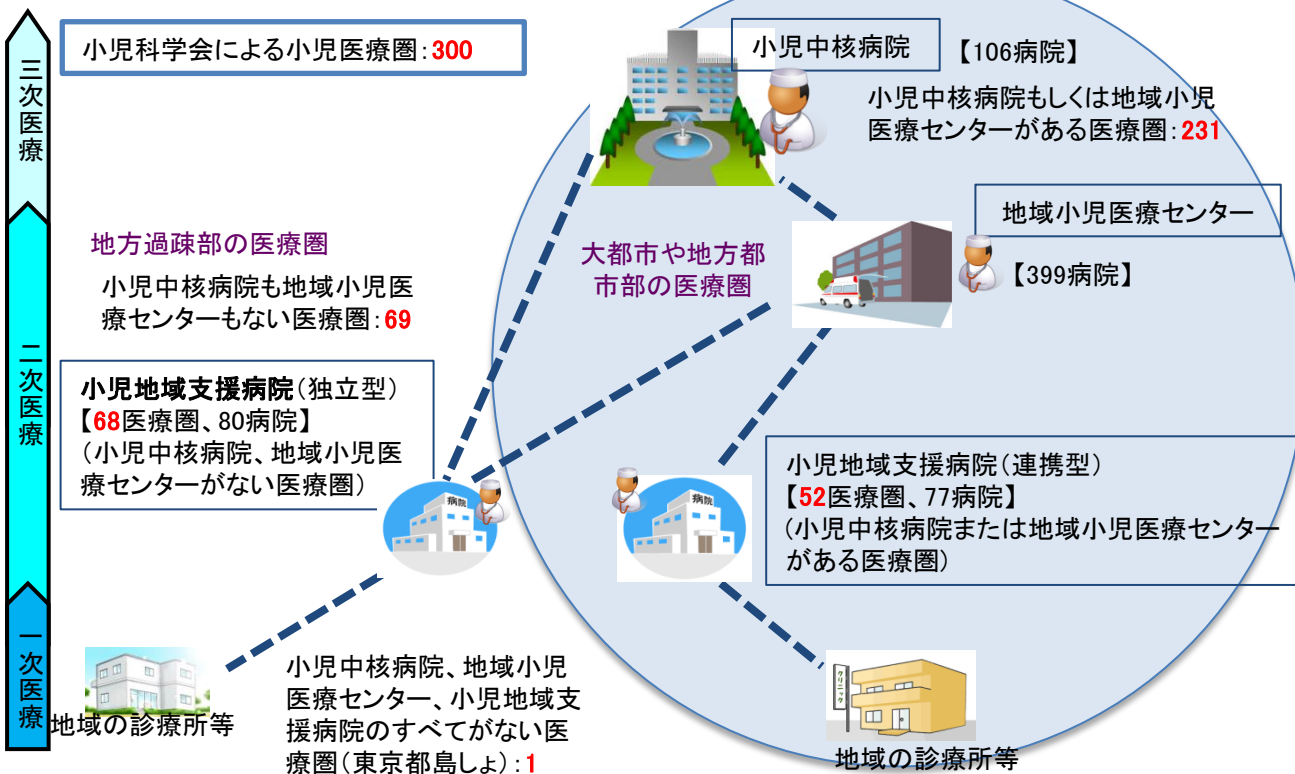 三次医療
二次医療
一次医療
小児科学会による小児医療圏:300
小児中核病院
【106病院】
小児中核病院もしくは地域小児
医療センターがある医療圏:231
地域小児医療センター
【399病院】
地方過疎部の医療圏
小児中核病院も地域小児医
療センターもない医療圏:69
大都市や地方都
市部の医療圏
小児地域支援病院(独立型)
【68医療圏、80病院】
(小児中核病院、地域小児医
療センターがない医療圏)
病院
病院
小児地域支援病院(連携型)
【52医療圏、77病院】
(小児中核病院または地域小児医療センター
がある医療圏)
地域の診療所等
小児中核病院、地域小児
医療センター、小児地域支
援病院のすべてがない医
療圏(東京都島しょ):1
クリニック
地域の診療所等